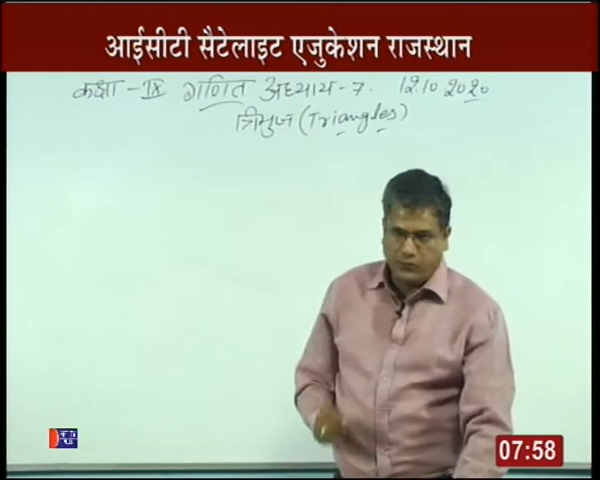 आईसीटी सैटेलाइट एजुकेशन राजस्थान
कक्षा - IX गणित अध्याय - 7 12.10 2020
त्रिभुज (Triangles)
07:58